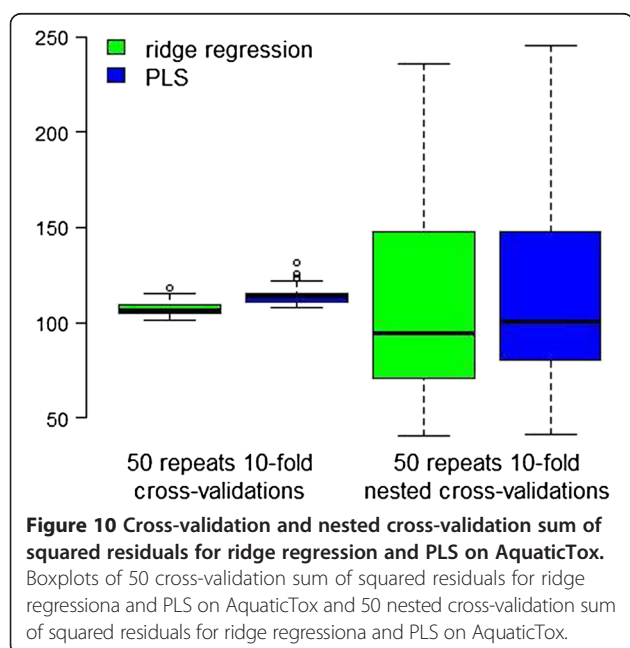 250
200
150
100
50
ridge regression
PLS
50 repeats 10-fold
cross-validations
50 repeats 10-fold
nested cross-validations
Figure 10 Cross-validation and nested cross-validation sum of
squared residuals for ridge regression and PLS on AquaticTox.
Boxplots of 50 cross-validation sum of squared residuals for ridge
regressiona and PLS on AquaticTox and 50 nested cross-validation sum
of squared residuals for ridge regressiona and PLS on AquaticTox.